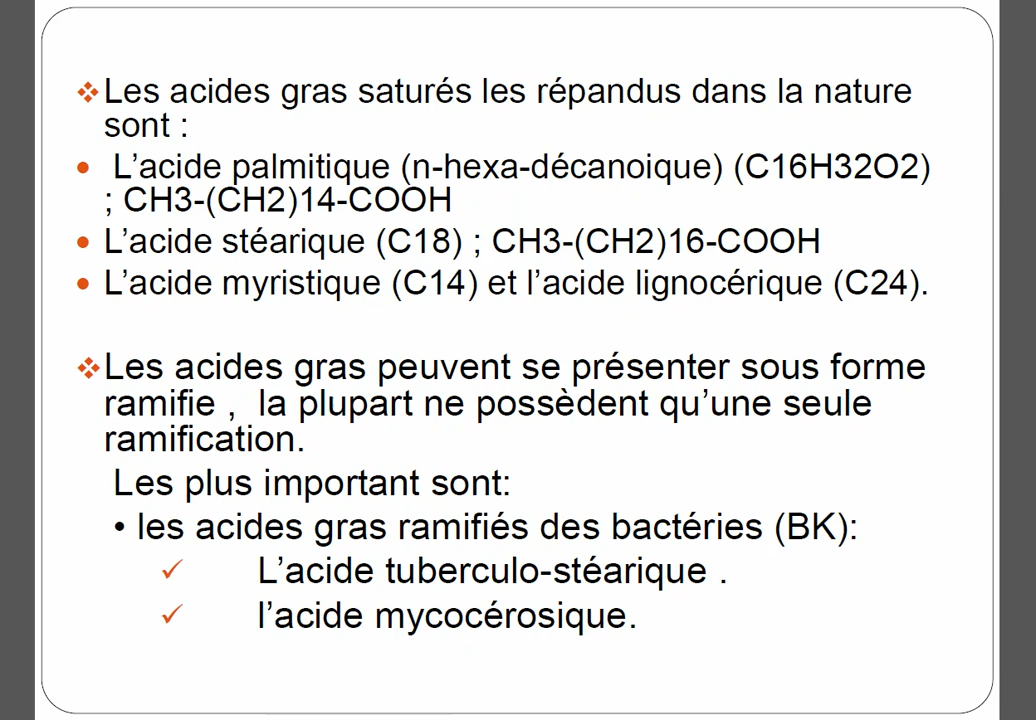 ❖Les acides gras saturés les répandus dans la nature
sont :
• L’acide palmitique (n-hexa-décanoique) (C16H32O2)
; CH3-(CH2)14-COOH
• L’acide stéarique (C18) ; CH3-(CH2)16-COOH
• L’acide myristique (C14) et l’acide lignocérique (C24).
❖Les acides gras peuvent se présenter sous forme
ramifie , la plupart ne possèdent qu’une seule
ramification.
Les plus important sont:
• les acides gras ramifiés des bactéries (BK):
✓ L’acide tuberculo-stéarique .
✓ l’acide mycocérosique.